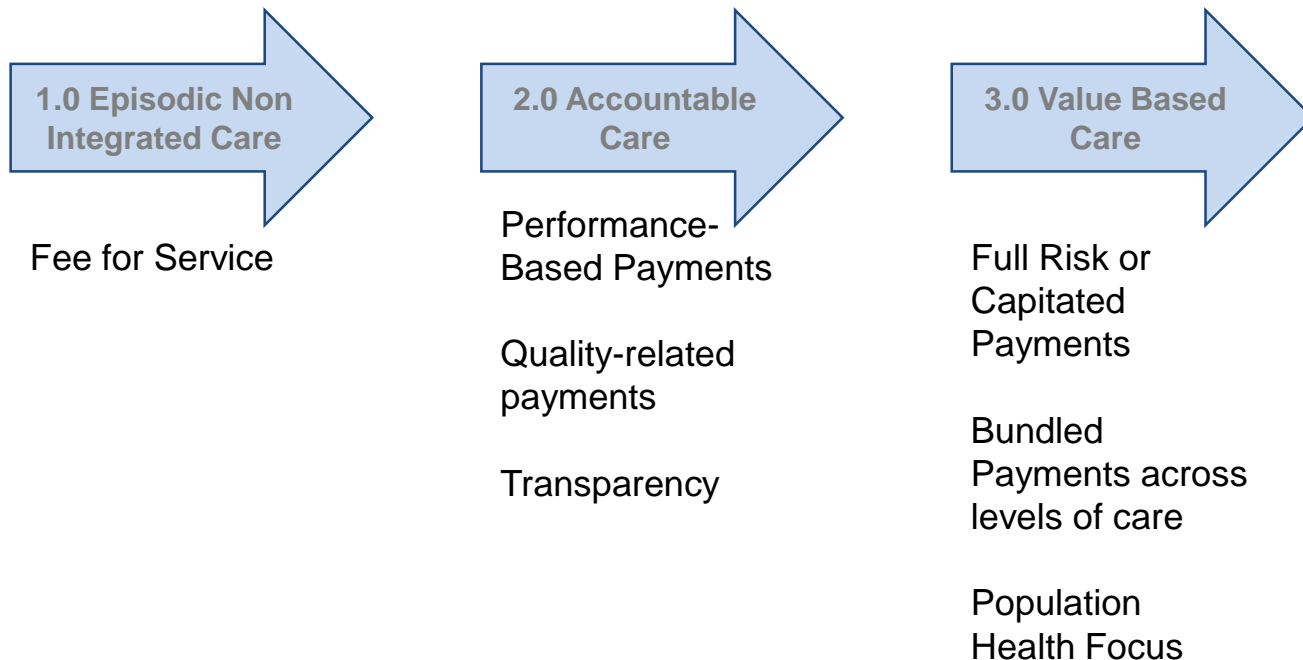 1.0 Episodic Non
Integrated Care
Fee for Service
2.0 Accountable
Care
Performance-
Based Payments
Quality-related
payments
Transparency
3.0 Value Based
Care
Full Risk or
Capitated
Payments
Bundled
Payments across
levels of care
Population
Health Focus